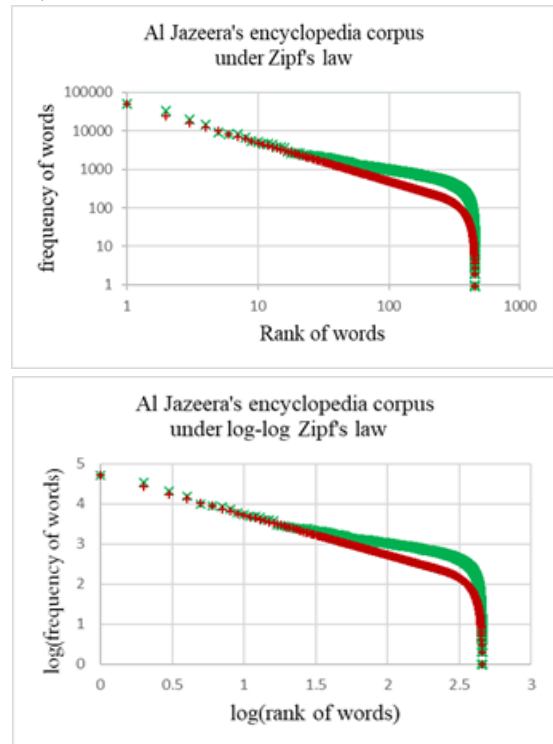 Al Jazeera's encyclopedia corpus
under Zipf's law
100000
10000
1000
100
10
1
frequency of words
1 10 100 1000
Rank of words
Al Jazeera's encyclopedia corpus
under log-log Zipf's law
5
4
3
2
1
0
log(frequency of words)
0 0.5 1 1.5 2 2.5 3
log(rank of words)